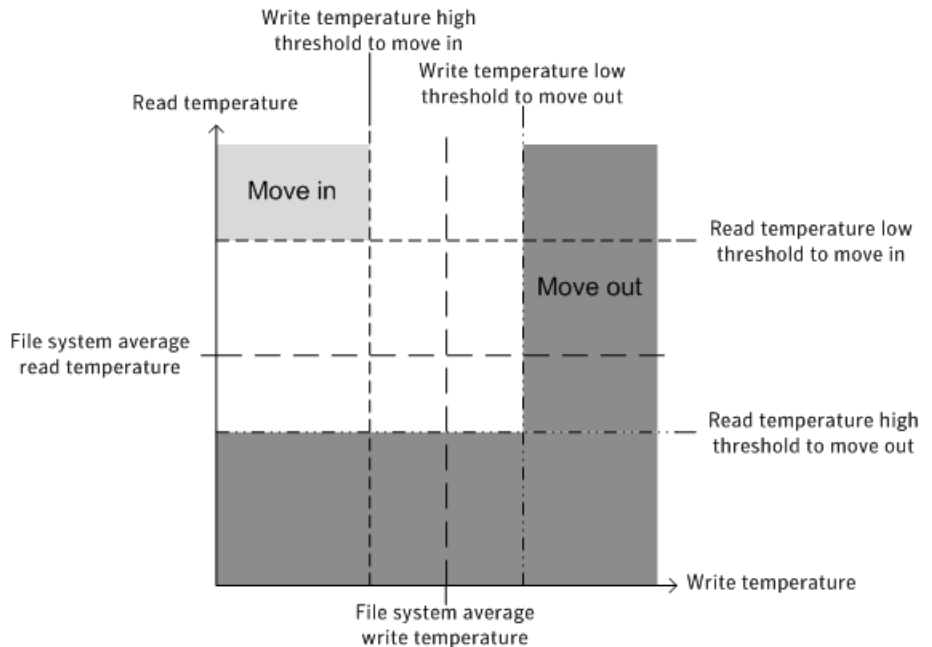 Write temperature high
threshold to move in
Write temperature low
threshold to move out
Read temperature
Move in
Read temperature low
threshold to move in
Move out
File system average
read temperature
Read temperature high
threshold to move out
Write temperature
File system average
write temperature